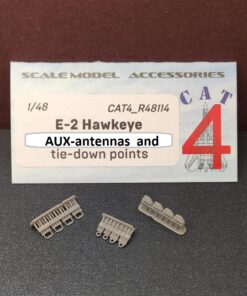 SCALE MODEL ACCESSORIES
1/48 CAT4_R48114
E-2 Hawkeye
AUX-antennas and
tie-down points
CAT
4